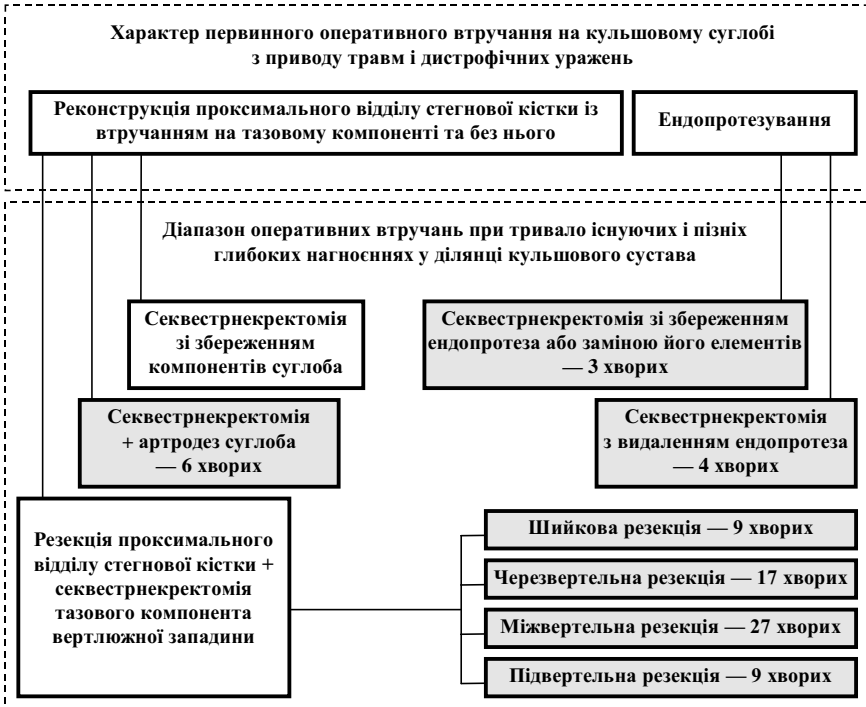 Характер первинного оперативного втручання на кульшовому суглобі
з приводу травм і дистрофічних уражень
Реконструкція проксимального відділу стегнової кістки із
втручанням на тазовому компоненті та без нього
Ендопротезування
Діапазон оперативних втручань при тривало існуючих і пізніх
глибоких нагноєннях у ділянці кульшового сустава
Секвестрнекректомія
зі збереженням
компонентів суглоба
Секвестрнекректомія зі збереженням
ендопротеза або заміною його елементів
— 3 хворих
Секвестрнекректомія
+ артродез суглоба
— 6 хворих
Секвестрнекректомія
з видаленням ендопротеза
— 4 хворих
Резекція проксимального
відділу стегнової кістки +
секвестрнекректомія
тазового компонента
вертлюжної западини
Шийкова резекція — 9 хворих
Черезвертельна резекція — 17 хворих
Міжвертельна резекція — 27 хворих
Підвертельна резекція — 9 хворих